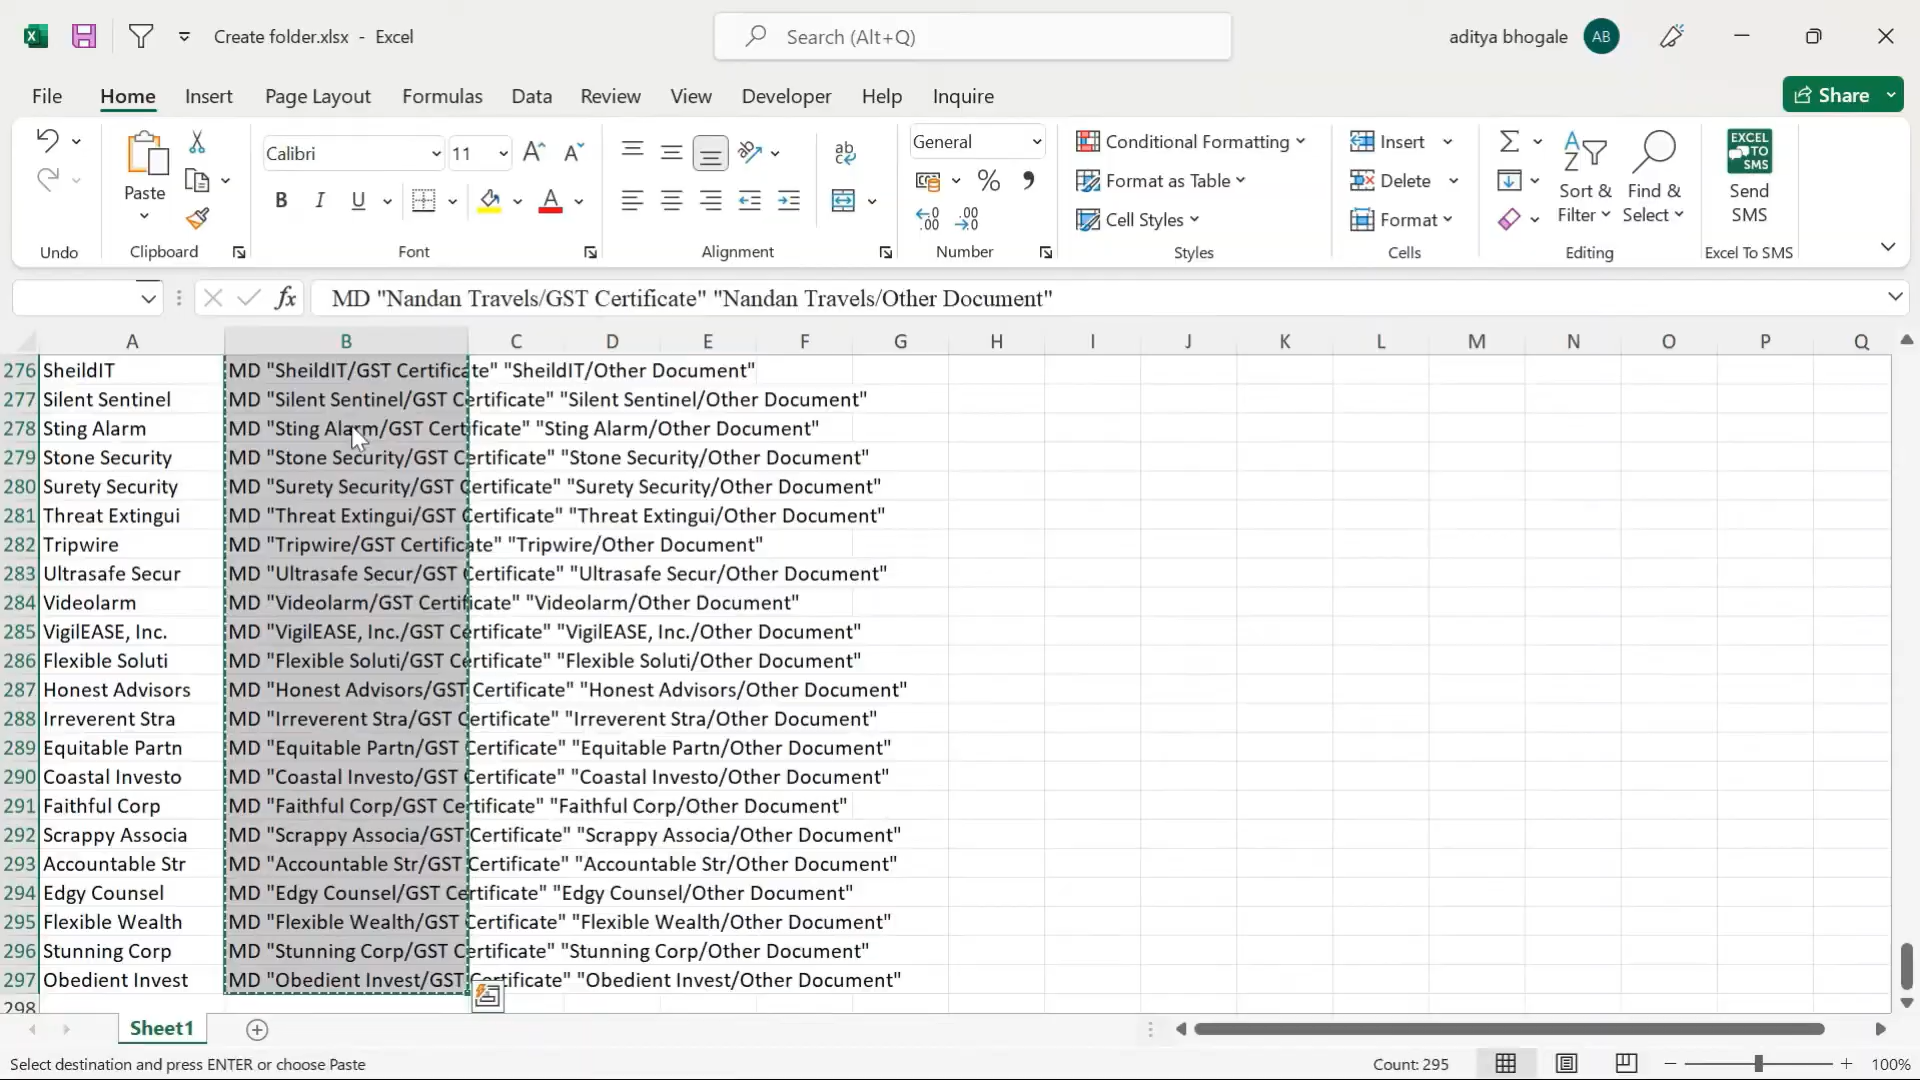 Create folder.xlsx - Excel
Search (Alt+Q)
aditya bhogale
AB
File Home Insert Page Layout Formulas Data Review View Developer Help Inquire
Share
Paste
Calibri
11
B I U
ab
General
Conditional Formatting
Format as Table
Cell Styles
Insert
Delete
Format
Sort & Filter
Find & Select
EXCEL TO SMS
Send SMS
Undo Clipboard Font Alignment Number Styles Cells Editing Excel To SMS
fx
MD "Nandan Travels/GST Certificate" "Nandan Travels/Other Document"
A B C D E F G H I J K L M N O P Q
276 SheildIT MD "SheildIT/GST Certificate" "SheildIT/Other Document"
277 Silent Sentinel MD "Silent Sentinel/GST Certificate" "Silent Sentinel/Other Document"
278 Sting Alarm MD "Sting Alarm/GST Certificate" "Sting Alarm/Other Document"
279 Stone Security MD "Stone Security/GST Certificate" "Stone Security/Other Document"
280 Surety Security MD "Surety Security/GST Certificate" "Surety Security/Other Document"
281 Threat Extingui MD "Threat Extingui/GST Certificate" "Threat Extingui/Other Document"
282 Tripwire MD "Tripwire/GST Certificate" "Tripwire/Other Document"
283 Ultrasafe Secur MD "Ultrasafe Secur/GST Certificate" "Ultrasafe Secur/Other Document"
284 Videolarm MD "Videolarm/GST Certificate" "Videolarm/Other Document"
285 VigilEASE, Inc. MD "VigilEASE, Inc./GST Certificate" "VigilEASE, Inc./Other Document"
286 Flexible Soluti MD "Flexible Soluti/GST Certificate" "Flexible Soluti/Other Document"
287 Honest Advisors MD "Honest Advisors/GST Certificate" "Honest Advisors/Other Document"
288 Irreverent Stra MD "Irreverent Stra/GST Certificate" "Irreverent Stra/Other Document"
289 Equitable Partn MD "Equitable Partn/GST Certificate" "Equitable Partn/Other Document"
290 Coastal Investo MD "Coastal Investo/GST Certificate" "Coastal Investo/Other Document"
291 Faithful Corp MD "Faithful Corp/GST Certificate" "Faithful Corp/Other Document"
292 Scrappy Associa MD "Scrappy Associa/GST Certificate" "Scrappy Associa/Other Document"
293 Accountable Str MD "Accountable Str/GST Certificate" "Accountable Str/Other Document"
294 Edgy Counsel MD "Edgy Counsel/GST Certificate" "Edgy Counsel/Other Document"
295 Flexible Wealth MD "Flexible Wealth/GST Certificate" "Flexible Wealth/Other Document"
296 Stunning Corp MD "Stunning Corp/GST Certificate" "Stunning Corp/Other Document"
297 Obedient Invest MD "Obedient Invest/GST Certificate" "Obedient Invest/Other Document"
298
Sheet1
Select destination and press ENTER or choose Paste
Count: 295
100%